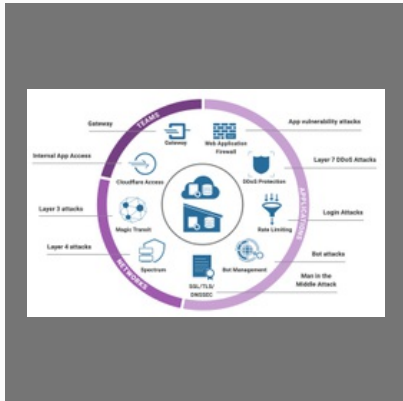 TEAMS
Gateway
Gateway
Web Application
Firewall
App vulnerability attacks
Internal App Access
Cloudflare Access
DDoS Protection
Layer 7 DDoS Attacks
Layer 3 attacks
Magic Transit
Rate Limiting
Login Attacks
APPLICATIONS
Layer 4 attacks
Spectrum
Bot Management
Bot attacks
NETWORKS
SSL/TLS/
DNSSEC
Man in the
Middle Attack